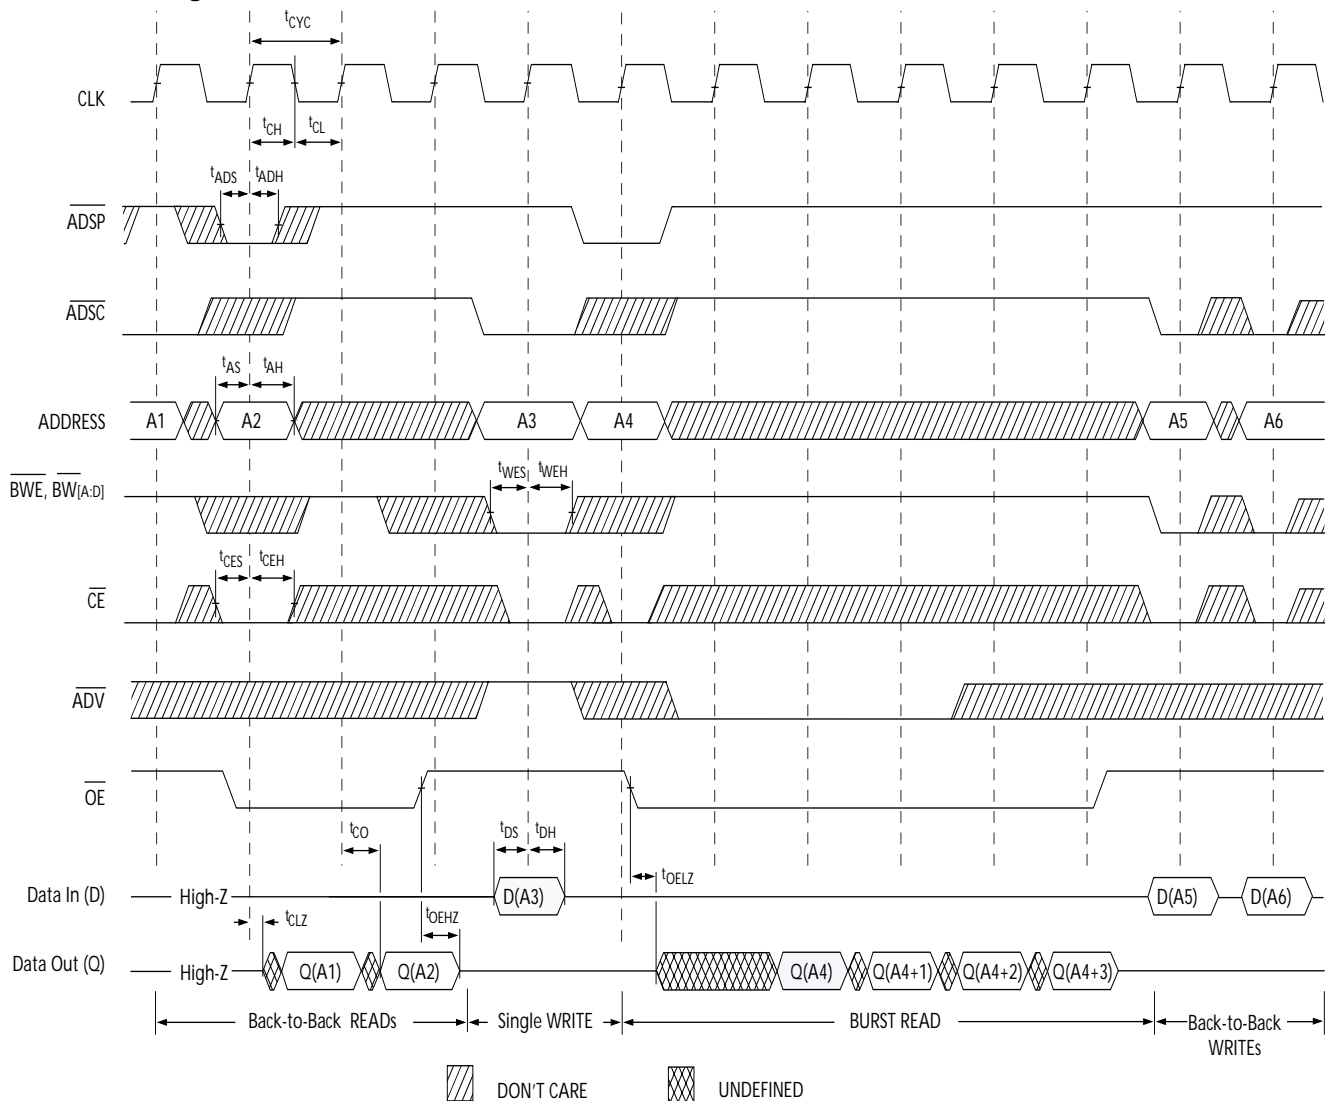 tCYC
CLK
tCH
tCL
tADS
tADH
ADSP
ADSC
tAS
tAH
ADDRESS
A1
A2
A3
A4
A5
A6
BWE, BW[A:D]
tWES
tWEH
tCES
tCEH
CE
ADV
OE
tCO
tDS
tDH
tOELZ
Data In (D)
High-Z
D(A3)
D(A5)
D(A6)
tCLZ
tOEHZ
Data Out (Q)
High-Z
Q(A1)
Q(A2)
Q(A4)
Q(A4+1)
Q(A4+2)
Q(A4+3)
Back-to-Back READs
Single WRITE
BURST READ
Back-to-Back
WRITEs
DON'T CARE
UNDEFINED